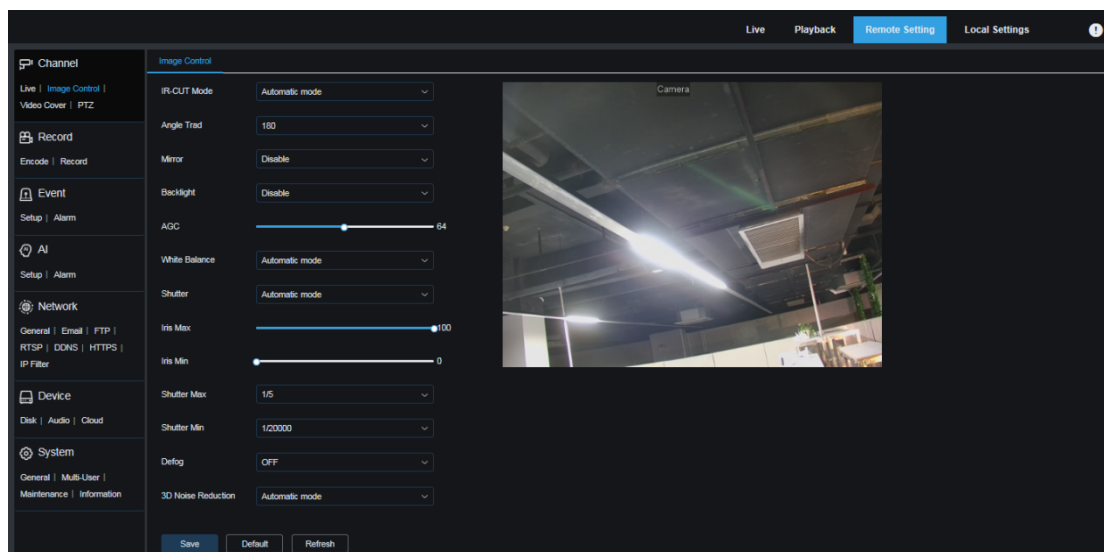 Live Playback Remote Setting Local Settings
Channel
Live | Image Control |
Video Cover | PTZ
Record
Encode | Record
Event
Setup | Alarm
AI
Setup | Alarm
Network
General | Email | FTP |
RTSP | DDNS | HTTPS |
IP Filter
Device
Disk | Audio | Cloud
System
General | Multi-User |
Maintenance | Information
Image Control
IR-CUT Mode Automatic mode
Angle Trad 180
Mirror Disable
Backlight Disable
AGC 64
White Balance Automatic mode
Shutter Automatic mode
Iris Max 100
Iris Min 0
Shutter Max 1/5
Shutter Min 1/20000
Defog OFF
3D Noise Reduction Automatic mode
Save Default Refresh
Camera